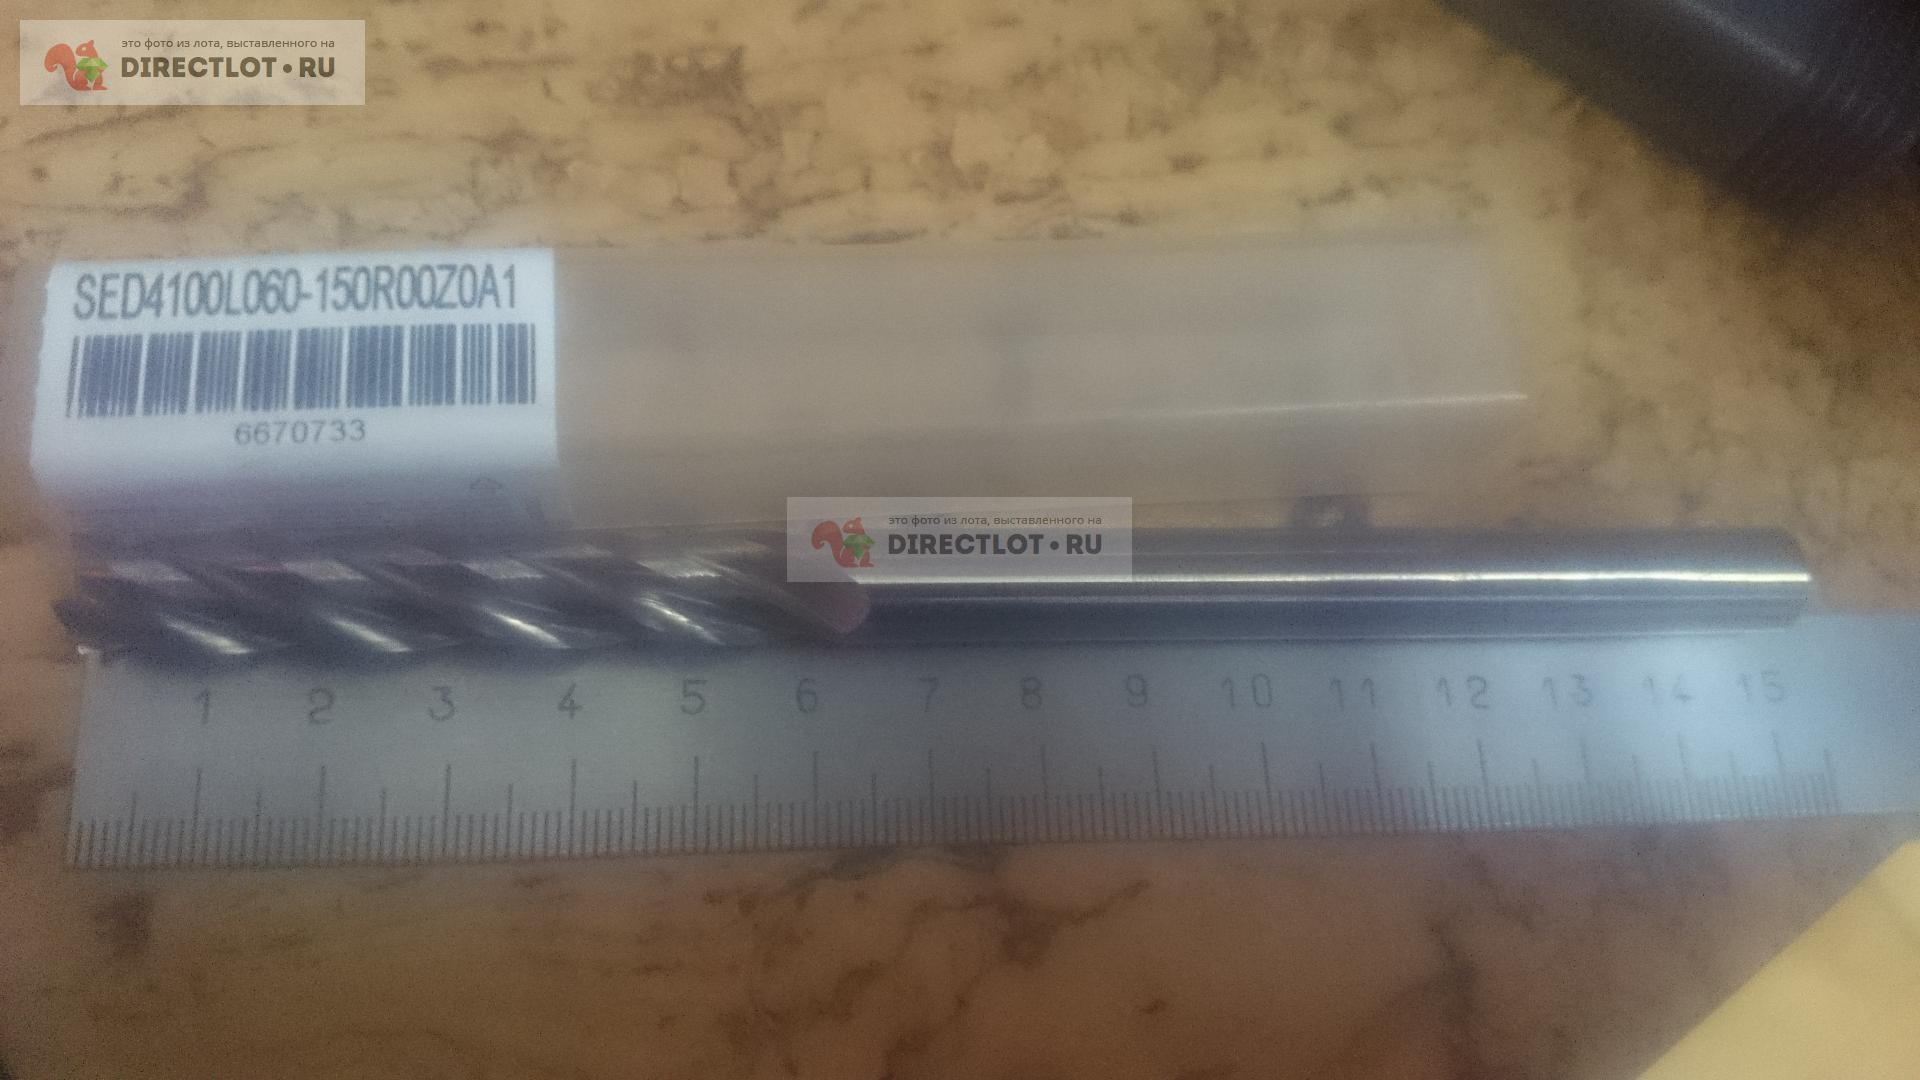 это фото из лота, выставленного на
DIRECTLOT•RU
SED4100L060-150R00Z0A1
6670733
это фото из лота, выставленного на
DIRECTLOT•RU
1 2 3 4 5 6 7 8 9 10 11 12 13 14 15